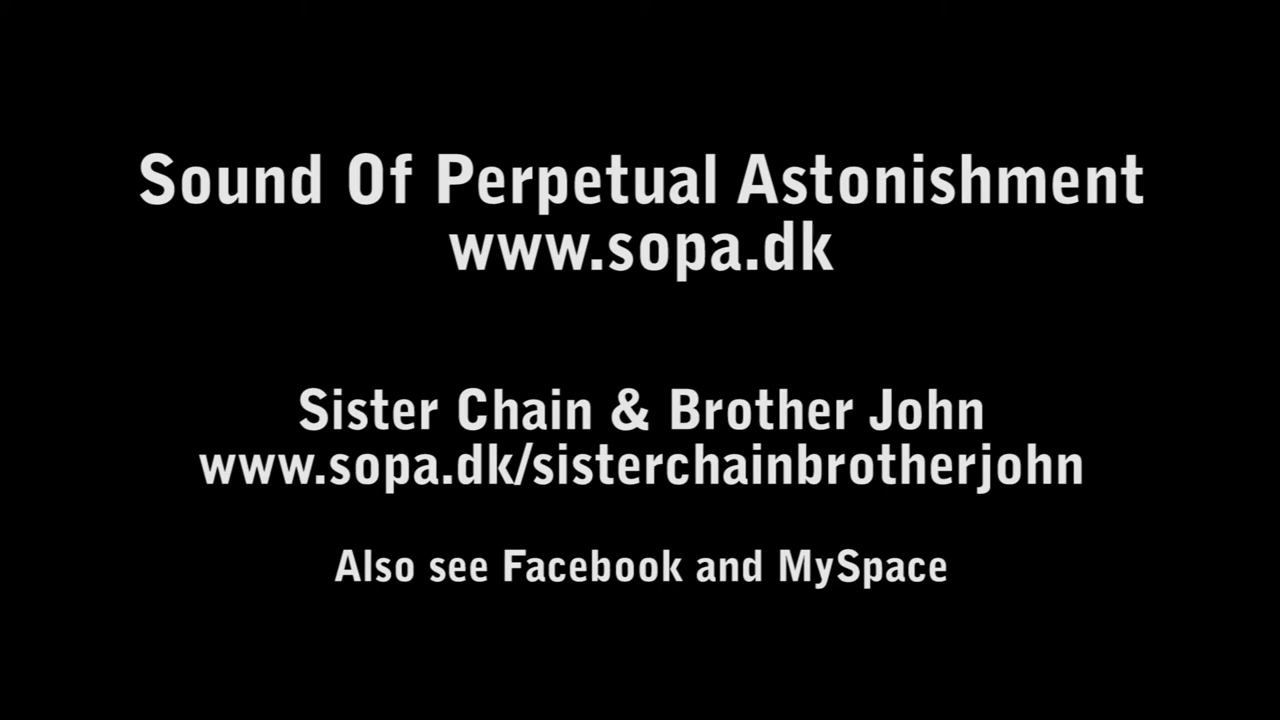 Sound Of Perpetual Astonishment
www.sopa.dk
Sister Chain & Brother John
www.sopa.dk/sisterchainbrotherjohn
Also see Facebook and MySpace